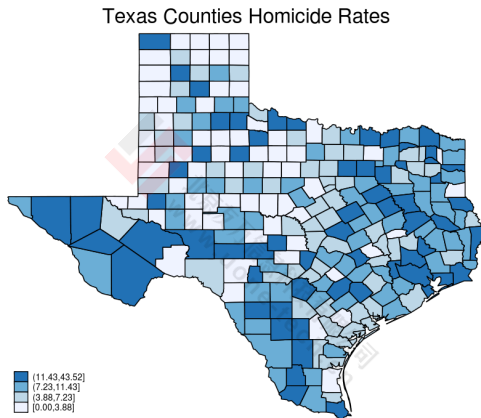 Texas Counties Homicide Rates
(11.43,43.52]
(7.23,11.43]
(3.88,7.23]
[0.00,3.88]